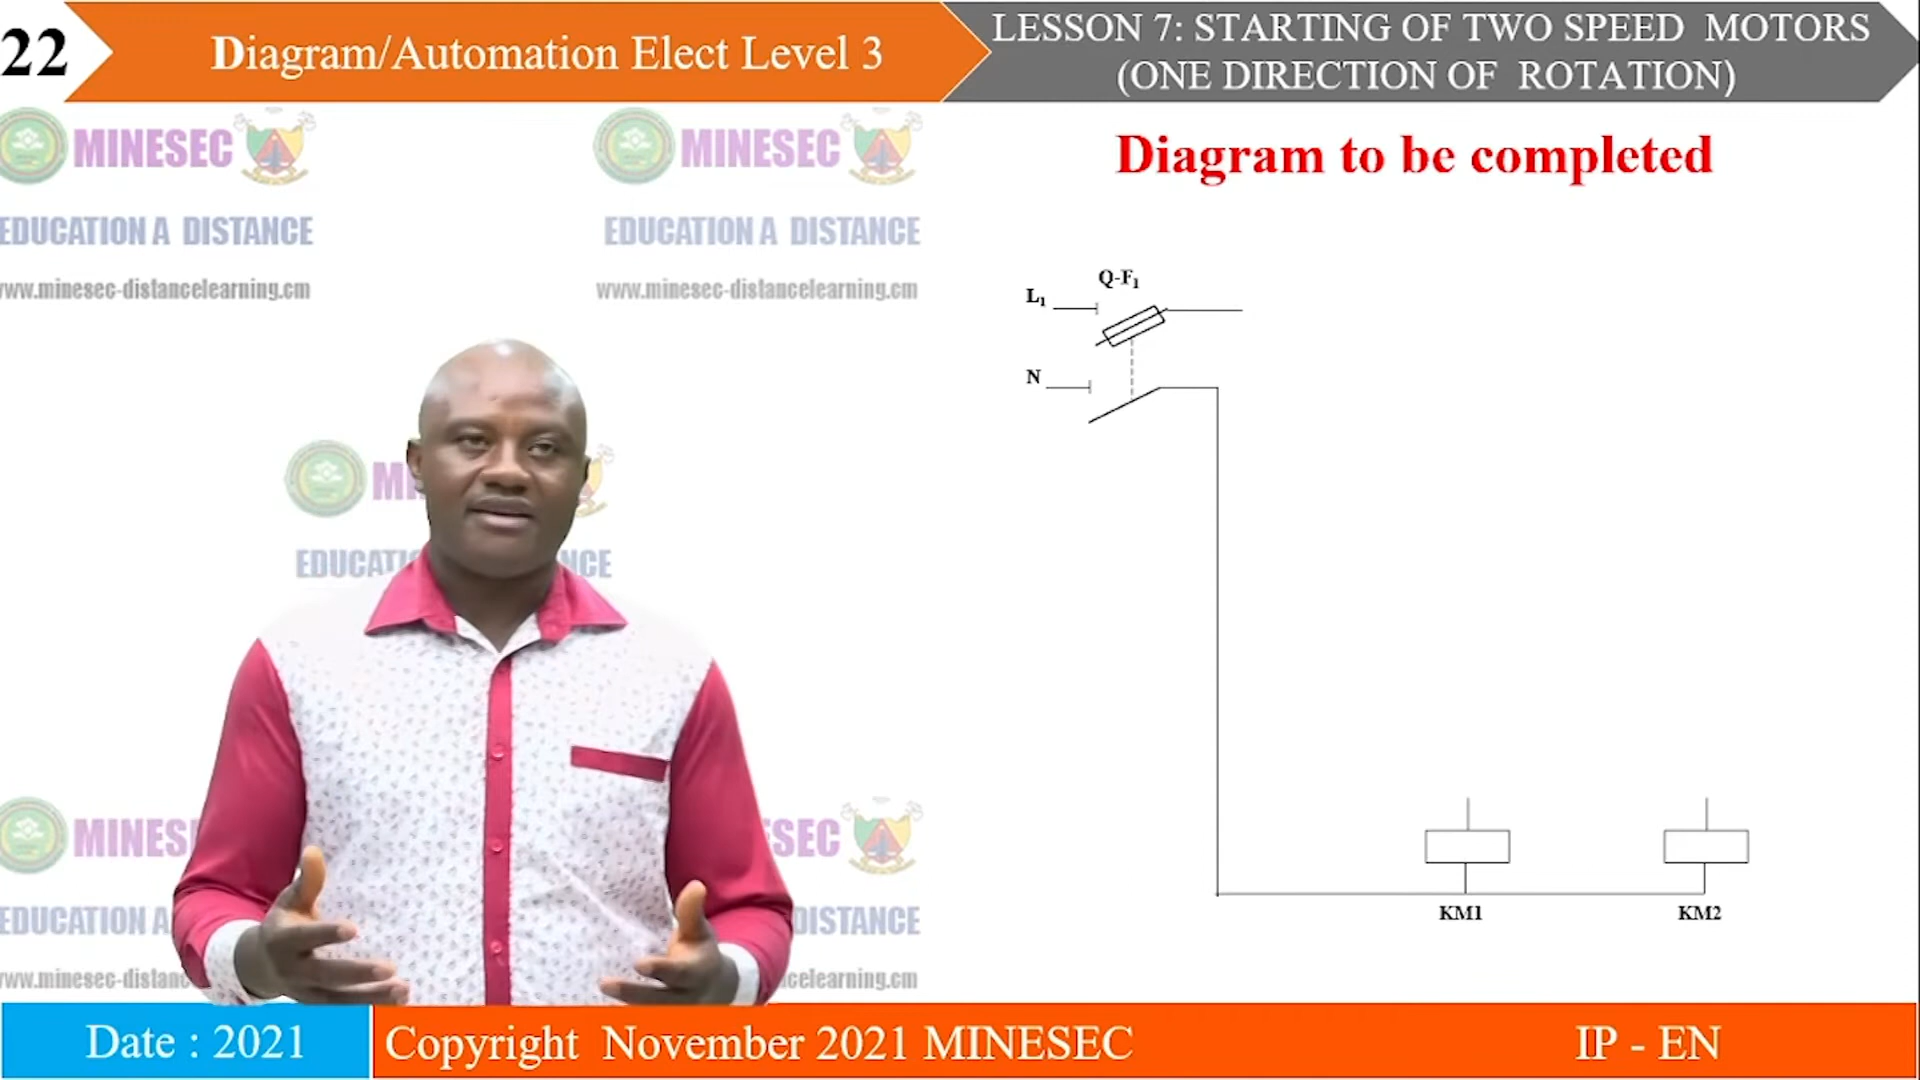 22
Diagram/Automation Elect Level 3
LESSON 7: STARTING OF TWO SPEED MOTORS
(ONE DIRECTION OF ROTATION)
MINESEC
EDUCATION A DISTANCE
www.minesec-distancelearning.cm
MINESEC
EDUCATION A DISTANCE
www.minesec-distancelearning.cm
Diagram to be completed
Q-F1
L1
N
KM1
KM2
Date : 2021
Copyright November 2021 MINESEC
IP - EN